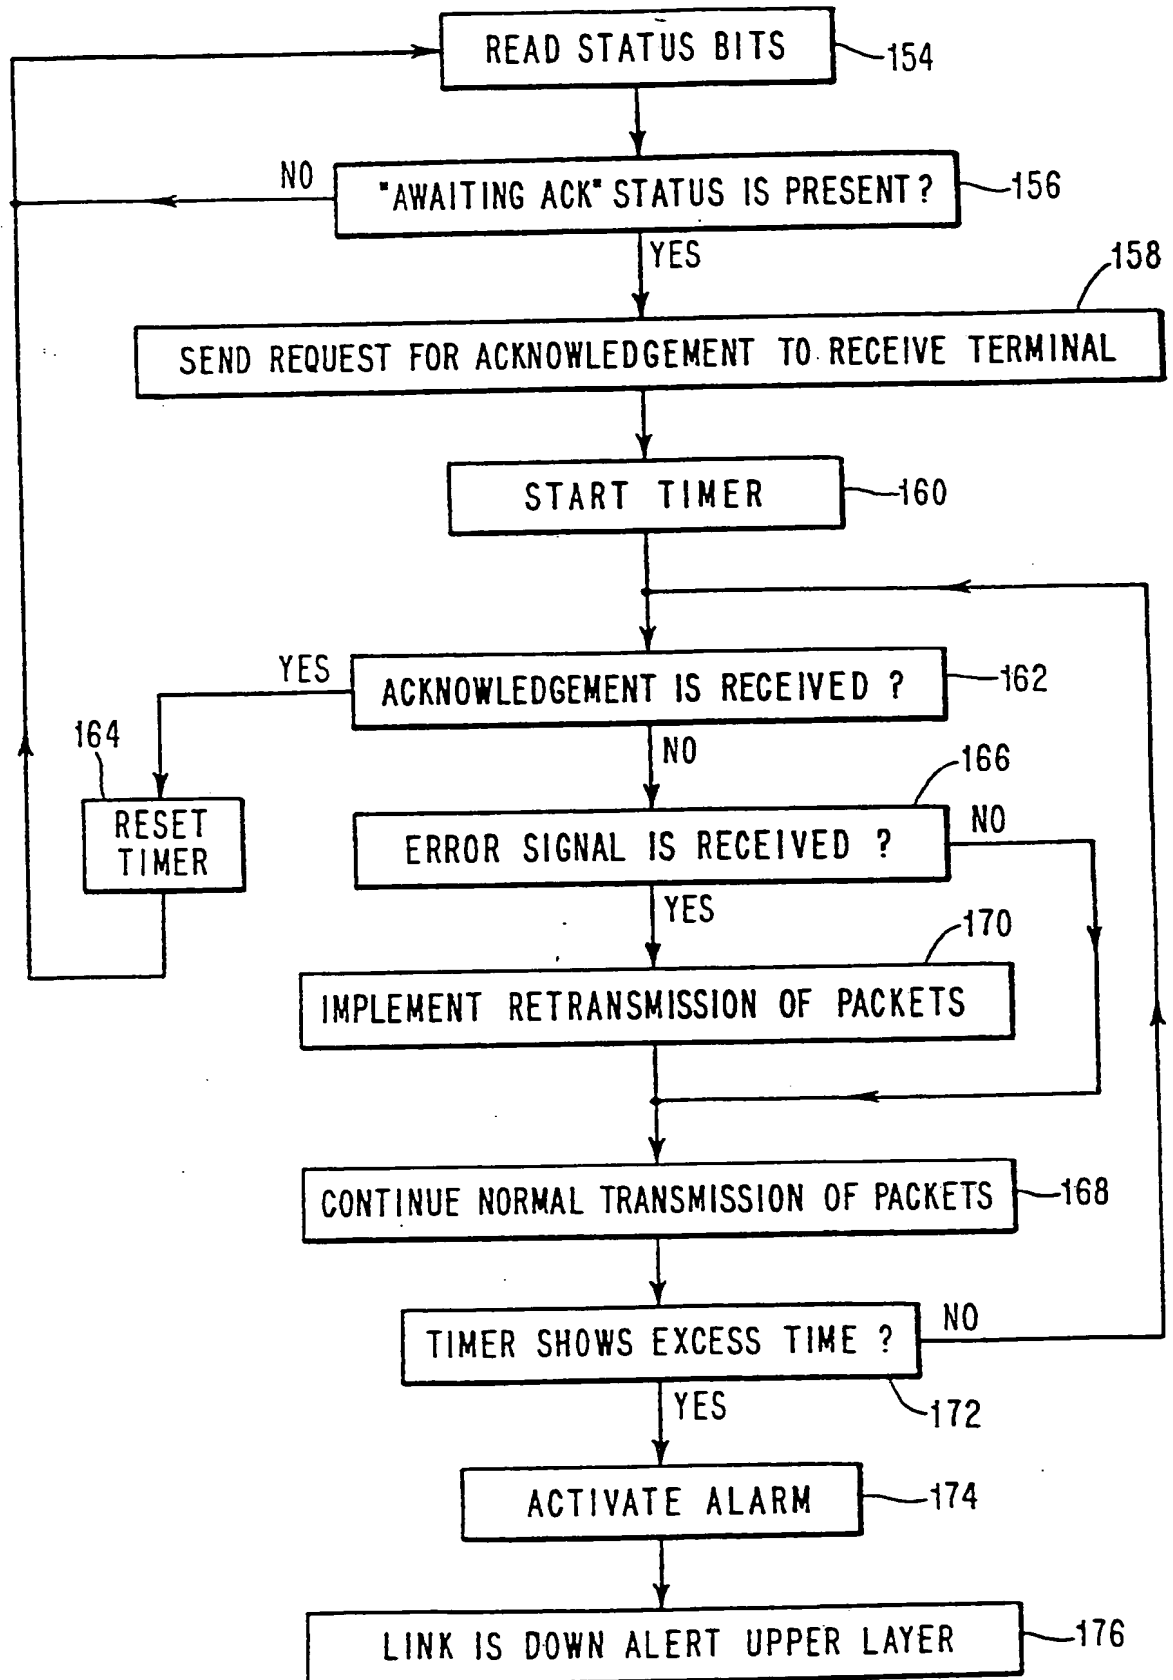 READ STATUS BITS
154
NO
"AWAITING ACK" STATUS IS PRESENT?
156
YES
158
SEND REQUEST FOR ACKNOWLEDGEMENT TO RECEIVE TERMINAL
START TIMER
160
YES
ACKNOWLEDGEMENT IS RECEIVED ?
162
164
NO
166
RESET
TIMER
ERROR SIGNAL IS RECEIVED ?
NO
YES
170
IMPLEMENT RETRANSMISSION OF PACKETS
CONTINUE NORMAL TRANSMISSION OF PACKETS
168
TIMER SHOWS EXCESS TIME ?
NO
YES
172
ACTIVATE ALARM
174
LINK IS DOWN ALERT UPPER LAYER
176